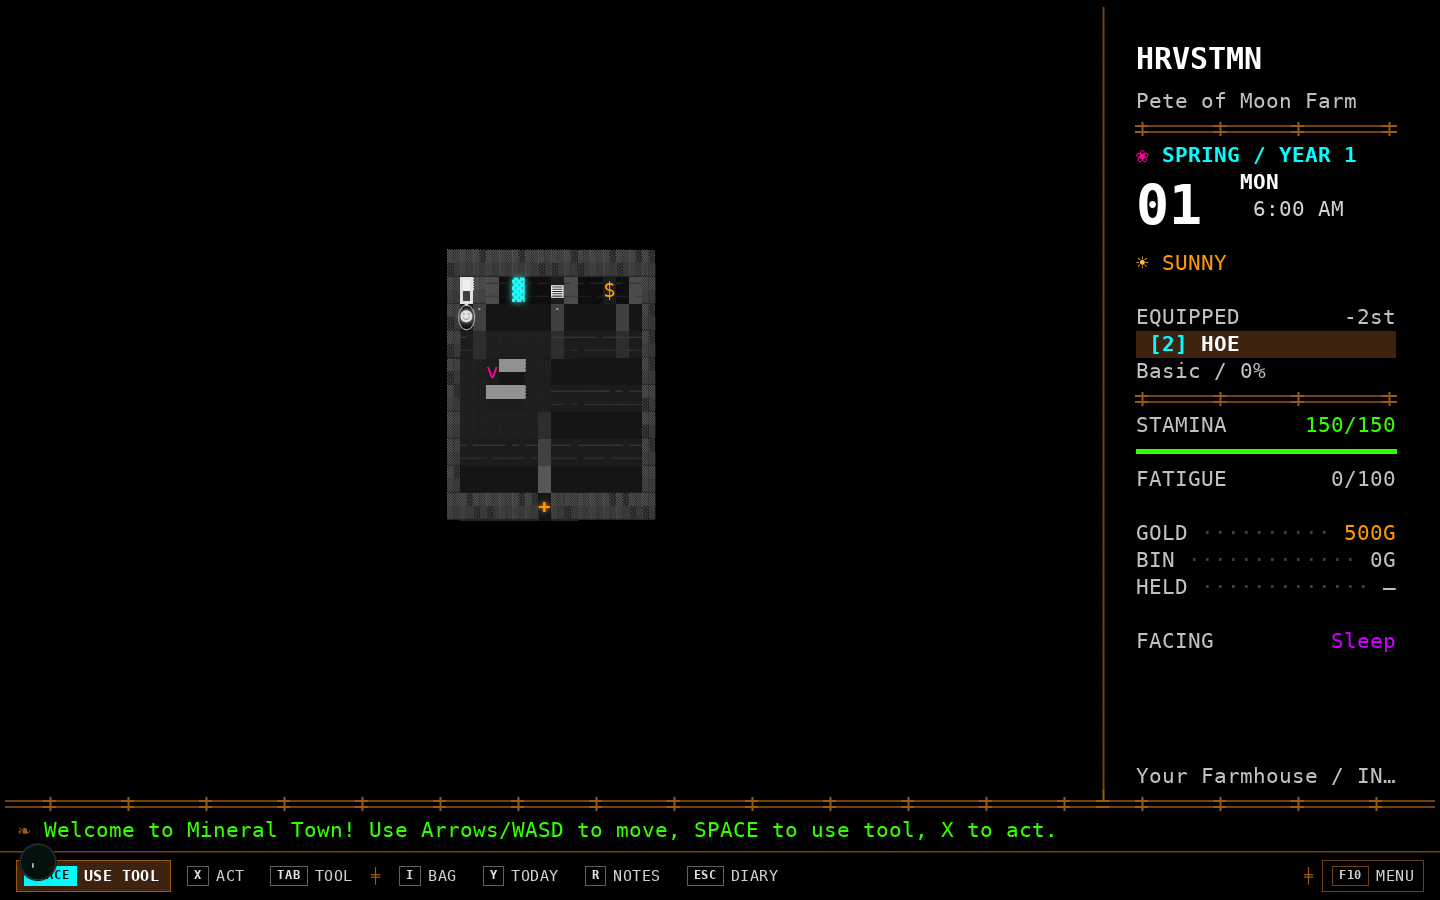 HRVSTMN
Pete of Moon Farm
❀ SPRING / YEAR 1
01 MON
6:00 AM
☀ SUNNY
EQUIPPED -2st
[2] HOE
Basic / 0%
STAMINA 150/150
FATIGUE 0/100
GOLD ·········· 500G
BIN ············· 0G
HELD ············· —
FACING Sleep
Your Farmhouse / IN…
$
v
+
Welcome to Mineral Town! Use Arrows/WASD to move, SPACE to use tool, X to act.
USE TOOL X ACT TAB TOOL I BAG Y TODAY R NOTES ESC DIARY F10 MENU